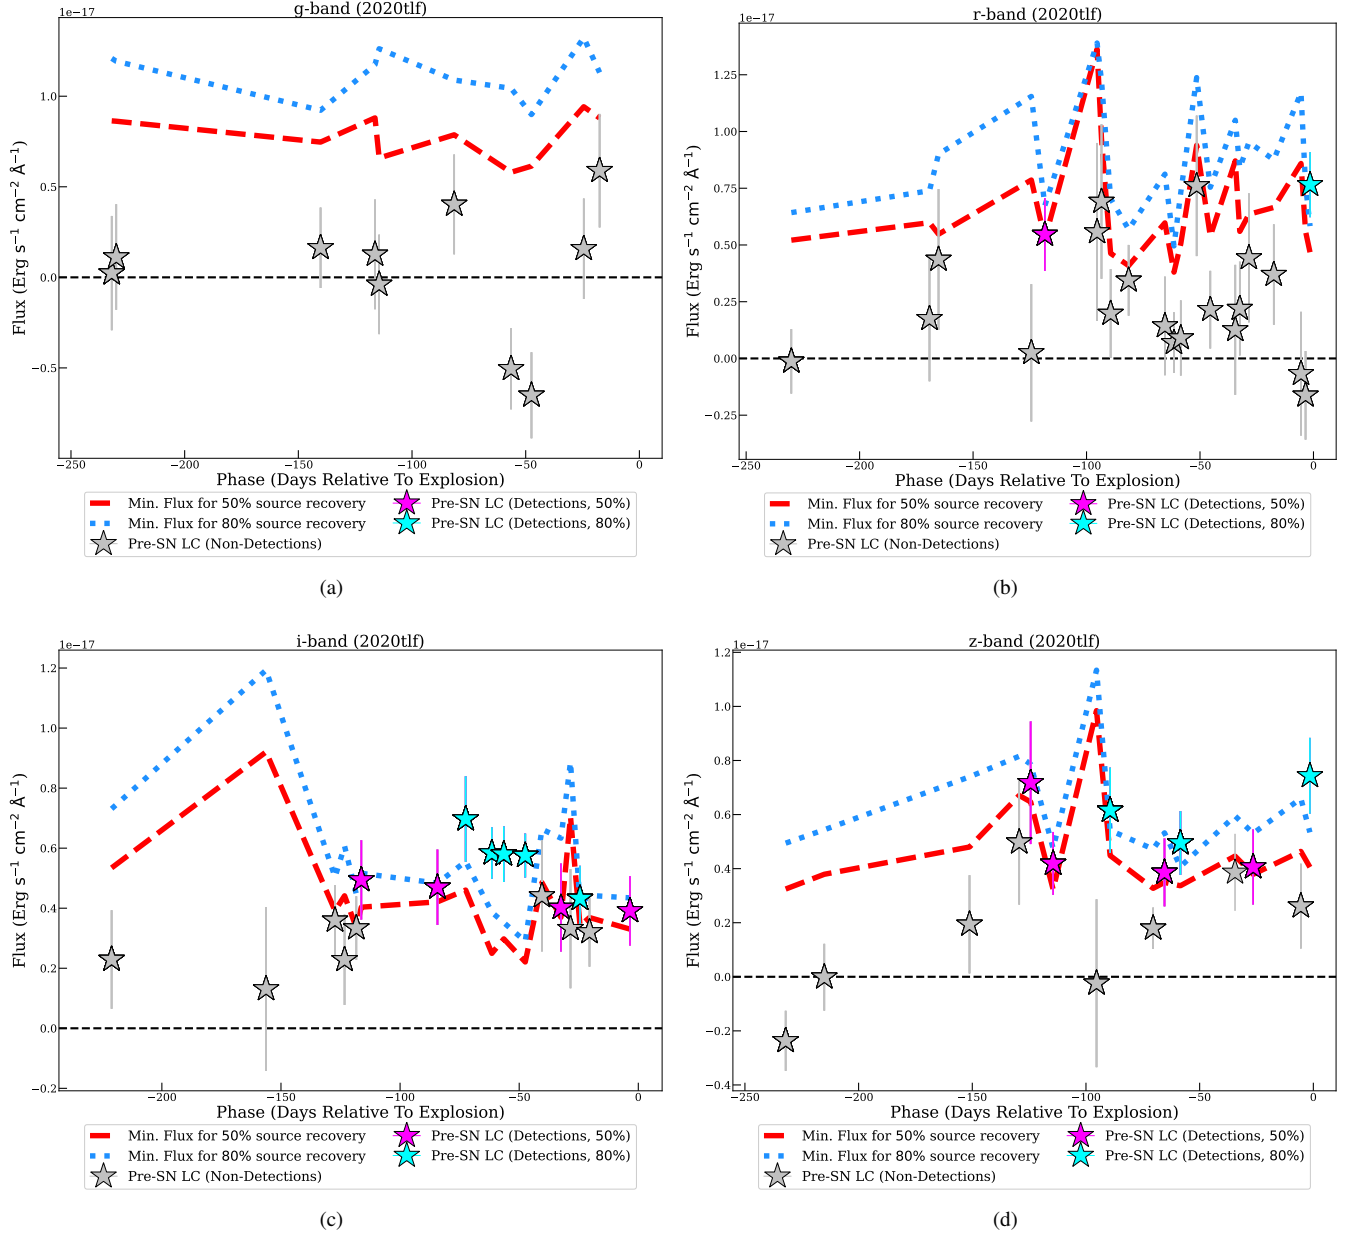 g-band (2020tlf)
1e−17
1.0
0.5
0.0
−0.5
Flux (Erg s⁻¹ cm⁻² Å⁻¹)
−250 −200 −150 −100 −50 0
Phase (Days Relative To Explosion)
Min. Flux for 50% source recovery
Min. Flux for 80% source recovery
Pre-SN LC (Non-Detections)
Pre-SN LC (Detections, 50%)
Pre-SN LC (Detections, 80%)
(a)
r-band (2020tlf)
1e−17
1.25
1.00
0.75
0.50
0.25
0.00
−0.25
Flux (Erg s⁻¹ cm⁻² Å⁻¹)
−250 −200 −150 −100 −50 0
Phase (Days Relative To Explosion)
Min. Flux for 50% source recovery
Min. Flux for 80% source recovery
Pre-SN LC (Non-Detections)
Pre-SN LC (Detections, 50%)
Pre-SN LC (Detections, 80%)
(b)
i-band (2020tlf)
1e−17
1.2
1.0
0.8
0.6
0.4
0.2
0.0
−0.2
Flux (Erg s⁻¹ cm⁻² Å⁻¹)
−200 −150 −100 −50 0
Phase (Days Relative To Explosion)
Min. Flux for 50% source recovery
Min. Flux for 80% source recovery
Pre-SN LC (Non-Detections)
Pre-SN LC (Detections, 50%)
Pre-SN LC (Detections, 80%)
(c)
z-band (2020tlf)
1e−17
1.2
1.0
0.8
0.6
0.4
0.2
0.0
−0.2
−0.4
Flux (Erg s⁻¹ cm⁻² Å⁻¹)
−250 −200 −150 −100 −50 0
Phase (Days Relative To Explosion)
Min. Flux for 50% source recovery
Min. Flux for 80% source recovery
Pre-SN LC (Non-Detections)
Pre-SN LC (Detections, 50%)
Pre-SN LC (Detections, 80%)
(d)